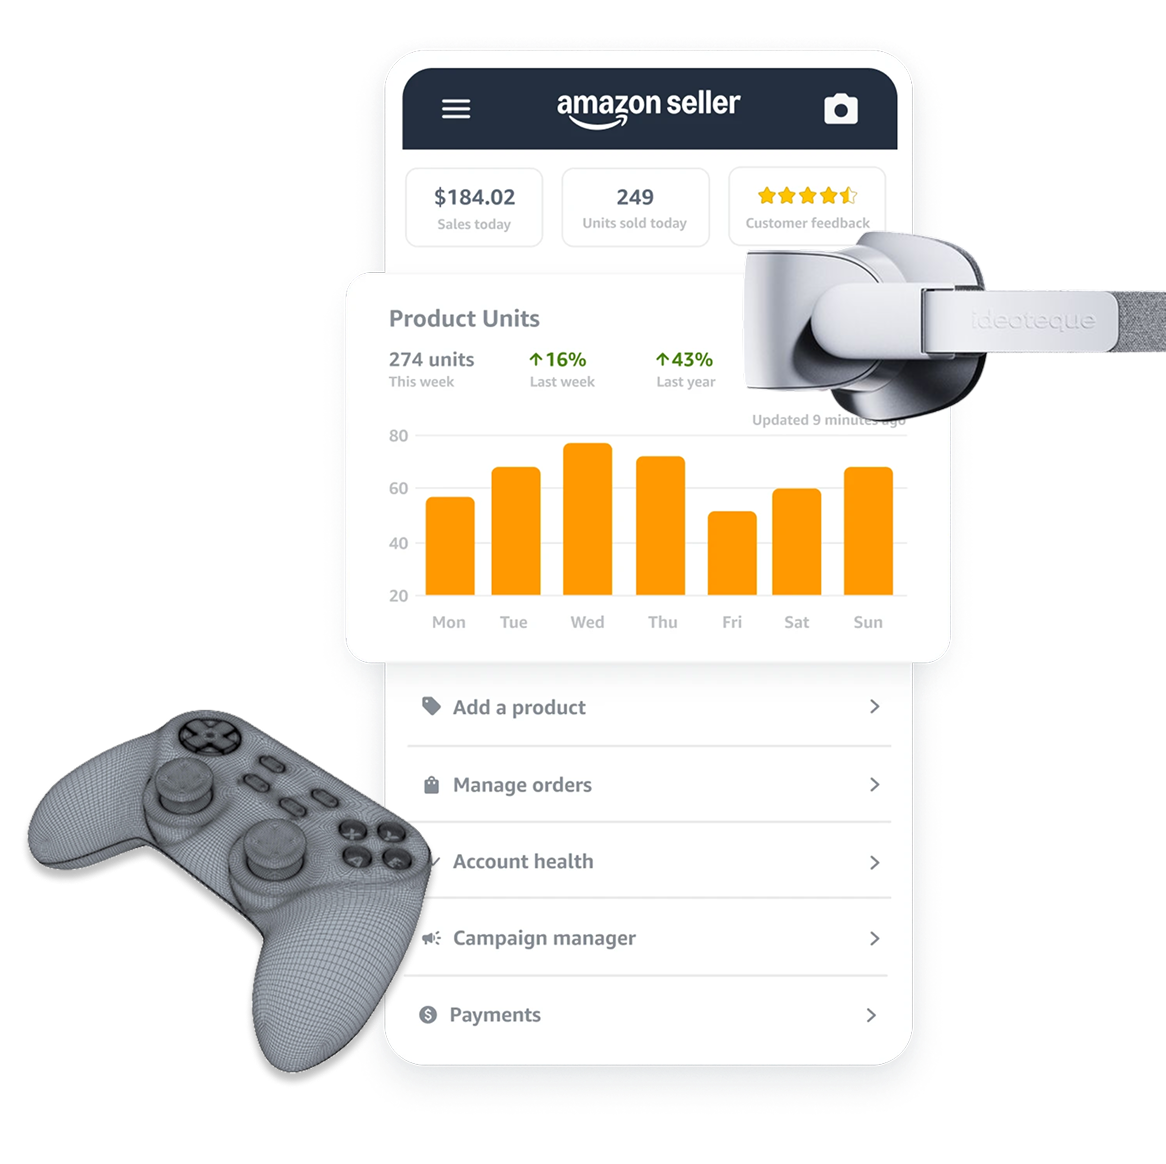 amazon seller
$184.02
Sales today
249
Units sold today
Customer feedback
ideoteque
Product Units
274 units
This week
↑16%
Last week
↑43%
Last year
Updated 9 minutes ago
80
60
40
20
Mon Tue Wed Thu Fri Sat Sun
Add a product
Manage orders
Account health
Campaign manager
Payments